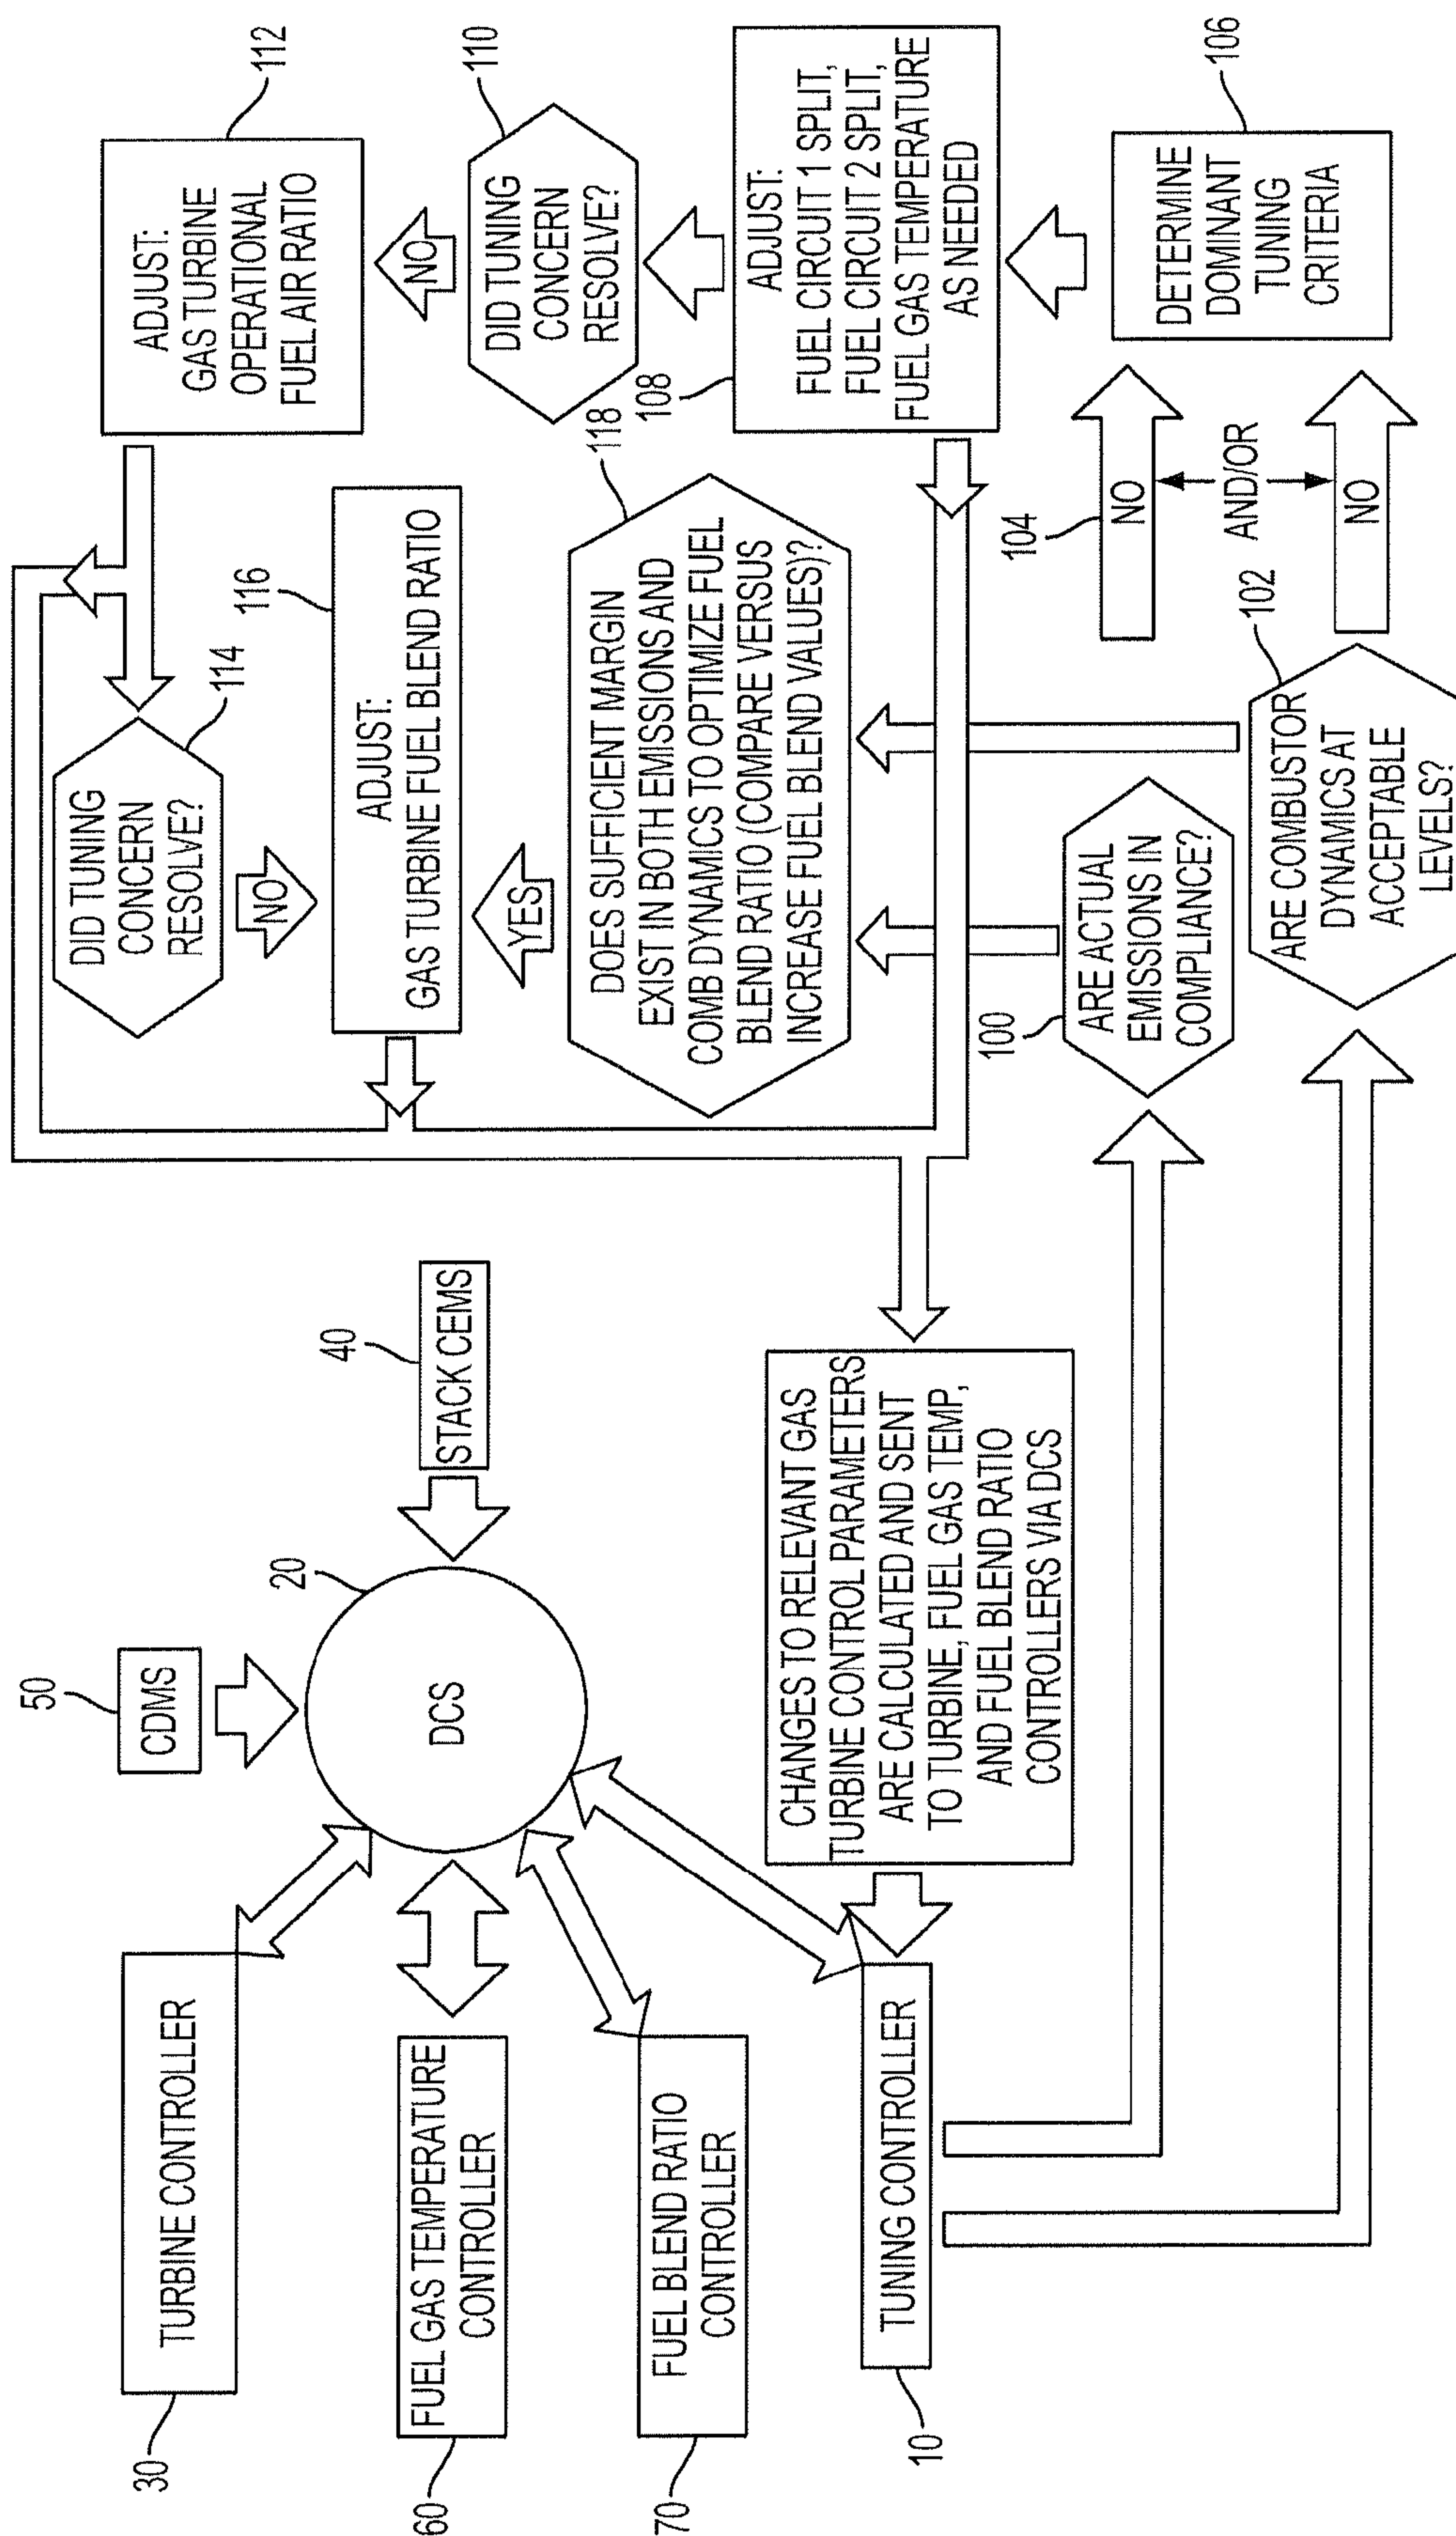 50
CDMS
20
DCS
40
STACK CEMS
30
TURBINE CONTROLLER
60
FUEL GAS TEMPERATURE
CONTROLLER
70
FUEL BLEND RATIO
CONTROLLER
10
TUNING CONTROLLER
CHANGES TO RELEVANT GAS
TURBINE CONTROL PARAMETERS
ARE CALCULATED AND SENT
TO TURBINE, FUEL GAS TEMP,
AND FUEL BLEND RATIO
CONTROLLERS VIA DCS
114
DID TUNING
CONCERN
RESOLVE?
NO
116
ADJUST:
GAS TURBINE FUEL BLEND RATIO
YES
118
DOES SUFFICIENT MARGIN
EXIST IN BOTH EMISSIONS AND
COMB DYNAMICS TO OPTIMIZE FUEL
BLEND RATIO (COMPARE VERSUS
INCREASE FUEL BLEND VALUES)?
100
ARE ACTUAL
EMISSIONS IN
COMPLIANCE?
102
ARE COMBUSTOR
DYNAMICS AT
ACCEPTABLE
LEVELS?
112
ADJUST:
GAS TURBINE
OPERATIONAL
FUEL AIR RATIO
NO
110
DID TUNING
CONCERN
RESOLVE?
108
ADJUST:
FUEL CIRCUIT 1 SPLIT,
FUEL CIRCUIT 2 SPLIT,
FUEL GAS TEMPERATURE
AS NEEDED
106
DETERMINE
DOMINANT
TUNING
CRITERIA
104
NO
AND/OR
NO